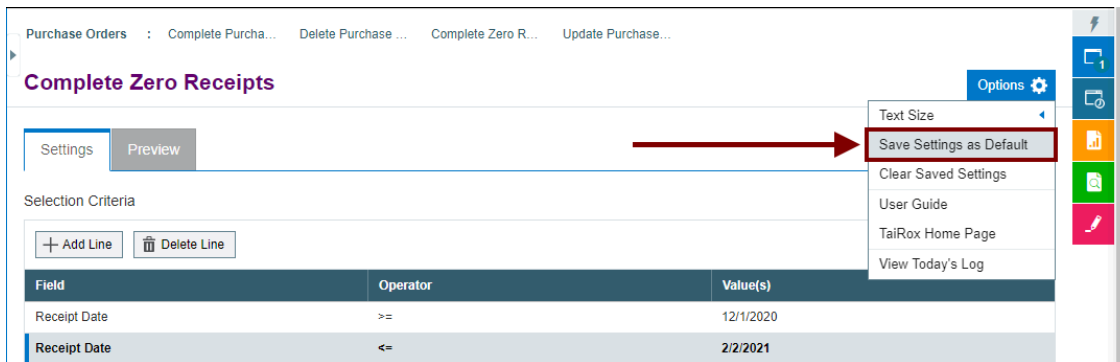 Purchase Orders : Complete Purcha... Delete Purchase ... Complete Zero R... Update Purchase...
Complete Zero Receipts
Options
1
Text Size
Save Settings as Default
Clear Saved Settings
User Guide
TaiRox Home Page
View Today's Log
Settings Preview
Selection Criteria
Add Line Delete Line
Field Operator Value(s)
Receipt Date >= 12/1/2020
Receipt Date <= 2/2/2021